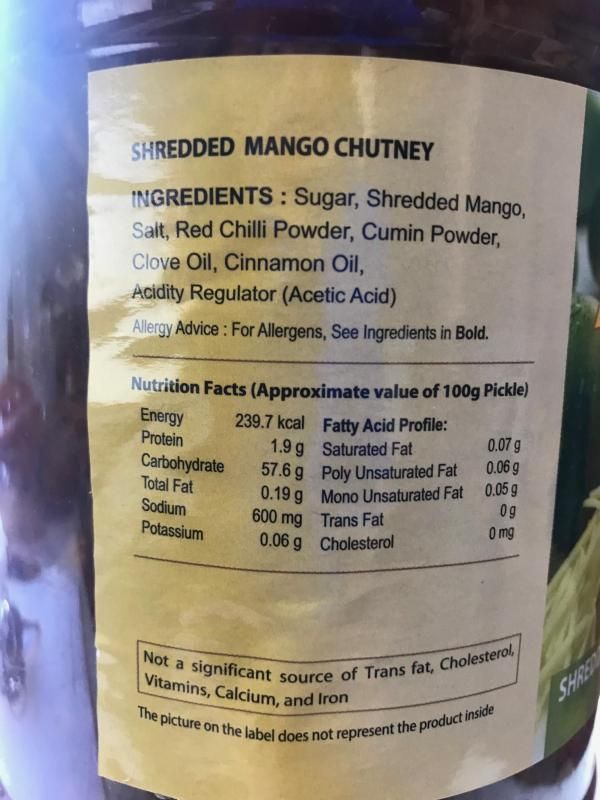 SHREDDED MANGO CHUTNEY
INGREDIENTS : Sugar, Shredded Mango,
Salt, Red Chilli Powder, Cumin Powder,
Clove Oil, Cinnamon Oil,
Acidity Regulator (Acetic Acid)
Allergy Advice : For Allergens, See Ingredients in Bold.
Nutrition Facts (Approximate value of 100g Pickle)
Energy 239.7 kcal Fatty Acid Profile:
Protein 1.9 g Saturated Fat 0.07 g
Carbohydrate 57.6 g Poly Unsaturated Fat 0.06 g
Total Fat 0.19 g Mono Unsaturated Fat 0.05 g
Sodium 600 mg Trans Fat 0 g
Potassium 0.06 g Cholesterol 0 mg
Not a significant source of Trans fat, Cholesterol,
Vitamins, Calcium, and Iron
The picture on the label does not represent the product inside